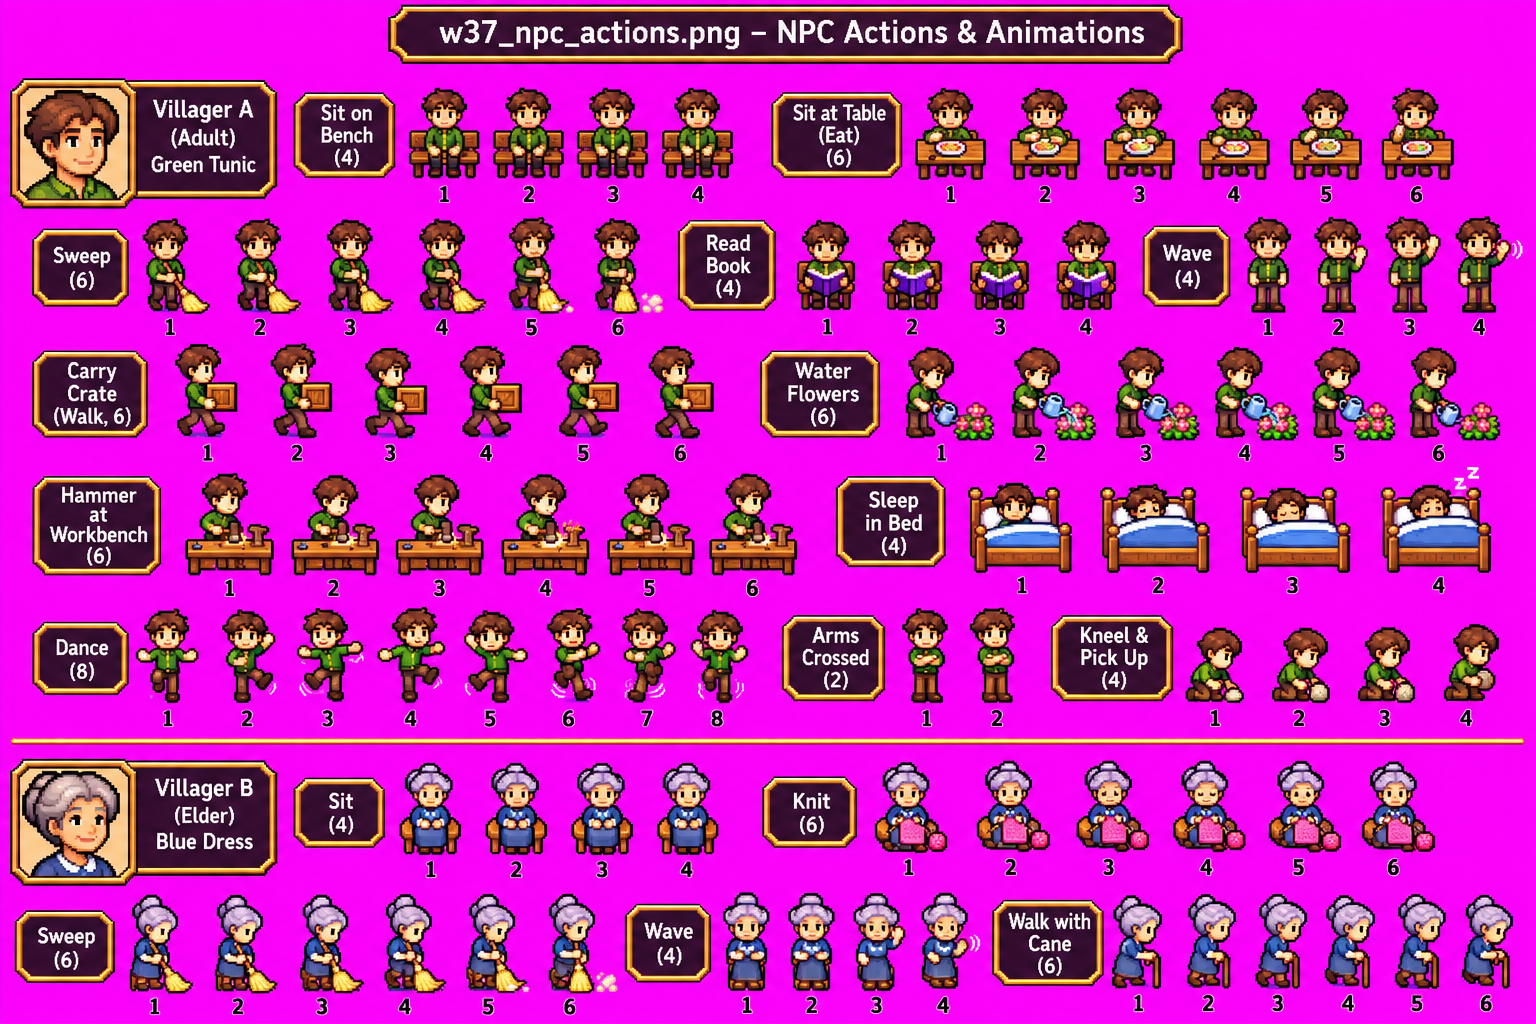 w37_npc_actions.png – NPC Actions & Animations
Villager A
(Adult)
Green Tunic
Sit on
Bench
(4)
1 2 3 4
Sit at Table
(Eat)
(6)
1 2 3 4 5 6
Sweep
(6)
1 2 3 4 5 6
Read
Book
(4)
1 2 3 4
Wave
(4)
1 2 3 4
Carry
Crate
(Walk, 6)
1 2 3 4 5 6
Water
Flowers
(6)
1 2 3 4 5 6
Hammer
at
Workbench
(6)
1 2 3 4 5 6
Sleep
in Bed
(4)
z z
1 2 3 4
Dance
(8)
1 2 3 4 5 6 7 8
Arms
Crossed
(2)
1 2
Kneel &
Pick Up
(4)
1 2 3 4
Villager B
(Elder)
Blue Dress
Sit
(4)
1 2 3 4
Knit
(6)
1 2 3 4 5 6
Sweep
(6)
1 2 3 4 5 6
Wave
(4)
1 2 3 4
Walk with
Cane
(6)
1 2 3 4 5 6